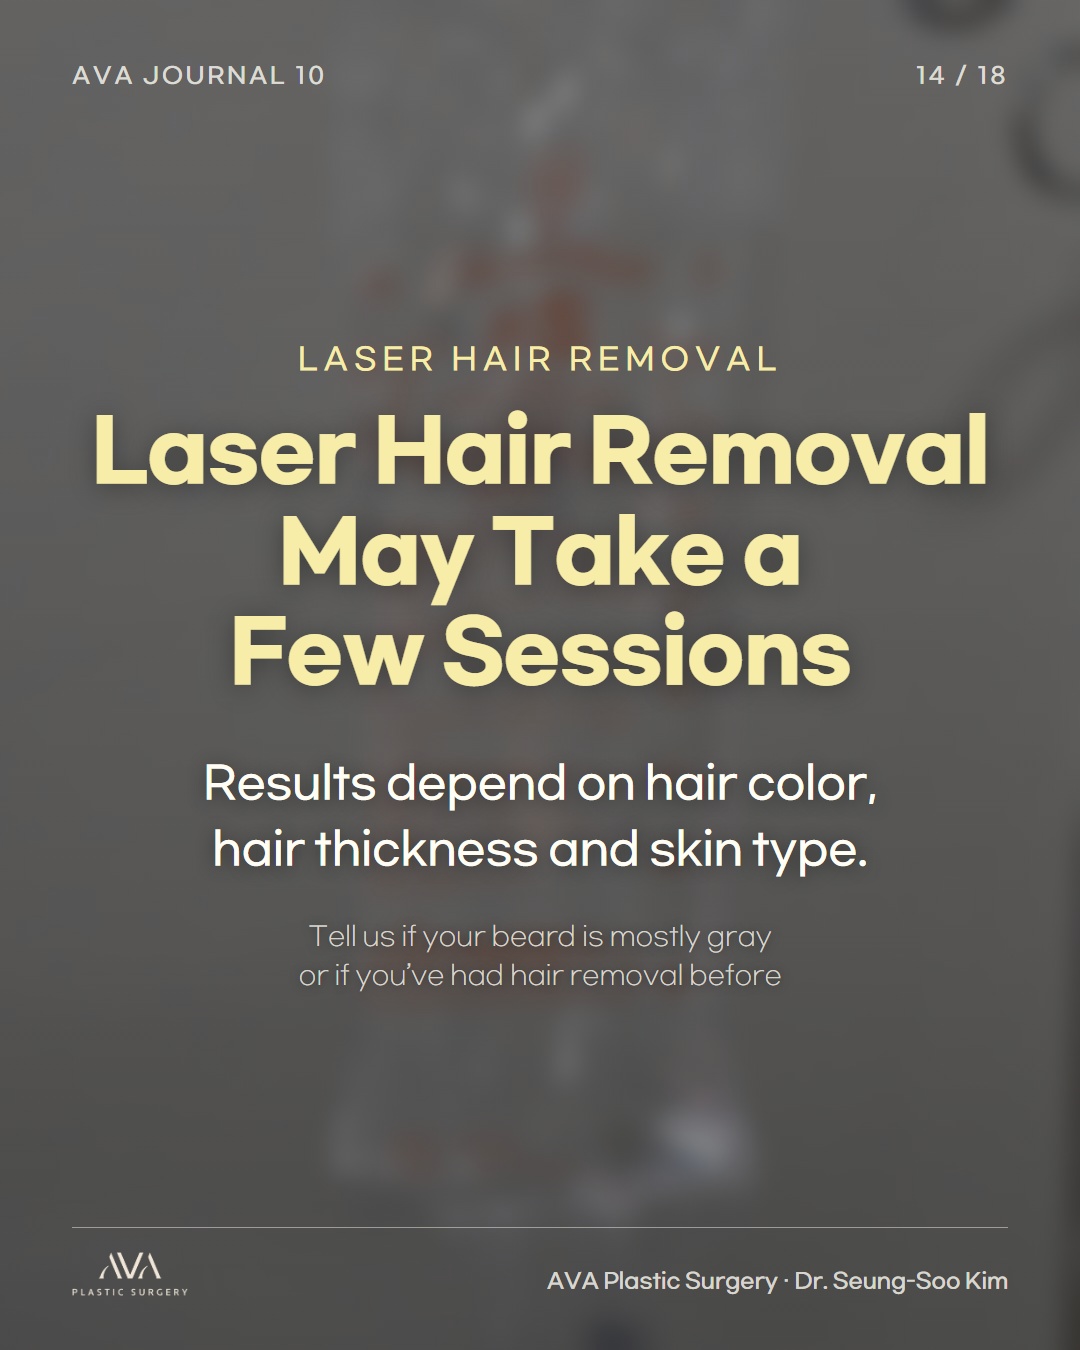 AVA JOURNAL 10
14 / 18
LASER HAIR REMOVAL
Laser Hair Removal
May Take a
Few Sessions
Results depend on hair color,
hair thickness and skin type.
Tell us if your beard is mostly gray
or if you’ve had hair removal before
AVA
PLASTIC SURGERY
AVA Plastic Surgery · Dr. Seung-Soo Kim